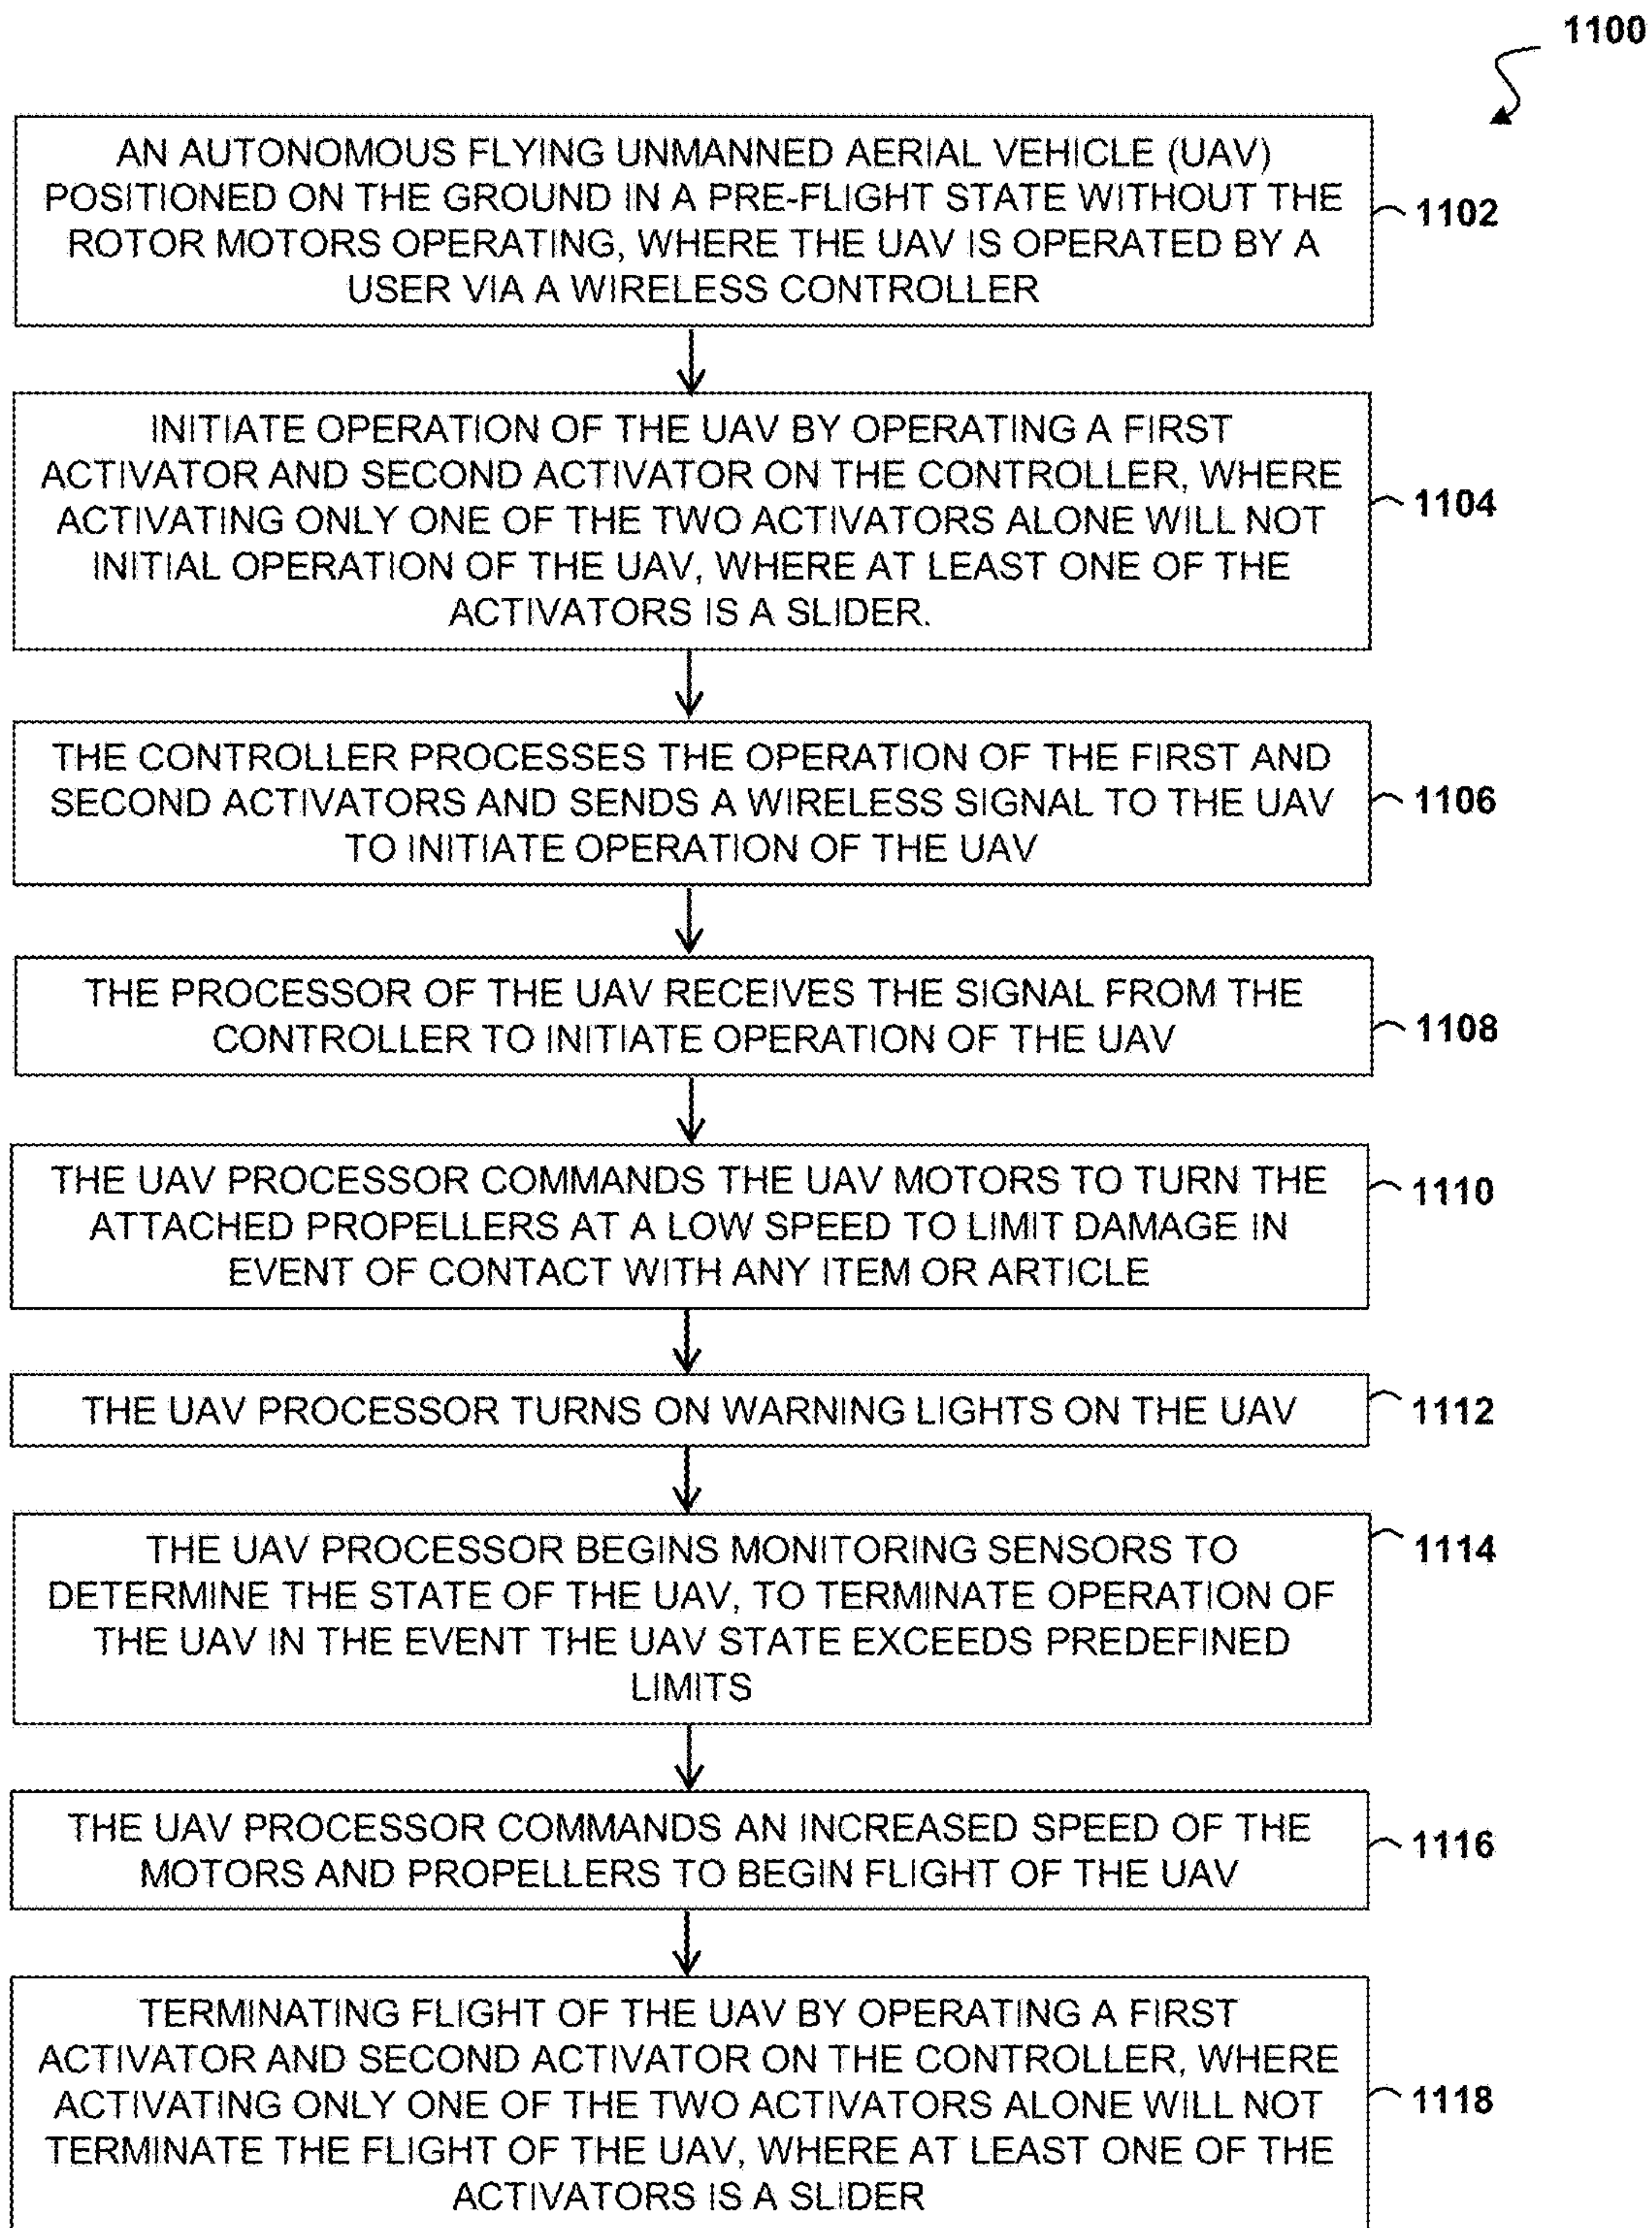 1100
AN AUTONOMOUS FLYING UNMANNED AERIAL VEHICLE (UAV)
POSITIONED ON THE GROUND IN A PRE-FLIGHT STATE WITHOUT THE
ROTOR MOTORS OPERATING, WHERE THE UAV IS OPERATED BY A
USER VIA A WIRELESS CONTROLLER
1102
INITIATE OPERATION OF THE UAV BY OPERATING A FIRST
ACTIVATOR AND SECOND ACTIVATOR ON THE CONTROLLER, WHERE
ACTIVATING ONLY ONE OF THE TWO ACTIVATORS ALONE WILL NOT
INITIAL OPERATION OF THE UAV, WHERE AT LEAST ONE OF THE
ACTIVATORS IS A SLIDER.
1104
THE CONTROLLER PROCESSES THE OPERATION OF THE FIRST AND
SECOND ACTIVATORS AND SENDS A WIRELESS SIGNAL TO THE UAV
TO INITIATE OPERATION OF THE UAV
1106
THE PROCESSOR OF THE UAV RECEIVES THE SIGNAL FROM THE
CONTROLLER TO INITIATE OPERATION OF THE UAV
1108
THE UAV PROCESSOR COMMANDS THE UAV MOTORS TO TURN THE
ATTACHED PROPELLERS AT A LOW SPEED TO LIMIT DAMAGE IN
EVENT OF CONTACT WITH ANY ITEM OR ARTICLE
1110
THE UAV PROCESSOR TURNS ON WARNING LIGHTS ON THE UAV
1112
THE UAV PROCESSOR BEGINS MONITORING SENSORS TO
DETERMINE THE STATE OF THE UAV, TO TERMINATE OPERATION OF
THE UAV IN THE EVENT THE UAV STATE EXCEEDS PREDEFINED
LIMITS
1114
THE UAV PROCESSOR COMMANDS AN INCREASED SPEED OF THE
MOTORS AND PROPELLERS TO BEGIN FLIGHT OF THE UAV
1116
TERMINATING FLIGHT OF THE UAV BY OPERATING A FIRST
ACTIVATOR AND SECOND ACTIVATOR ON THE CONTROLLER, WHERE
ACTIVATING ONLY ONE OF THE TWO ACTIVATORS ALONE WILL NOT
TERMINATE THE FLIGHT OF THE UAV, WHERE AT LEAST ONE OF THE
ACTIVATORS IS A SLIDER
1118